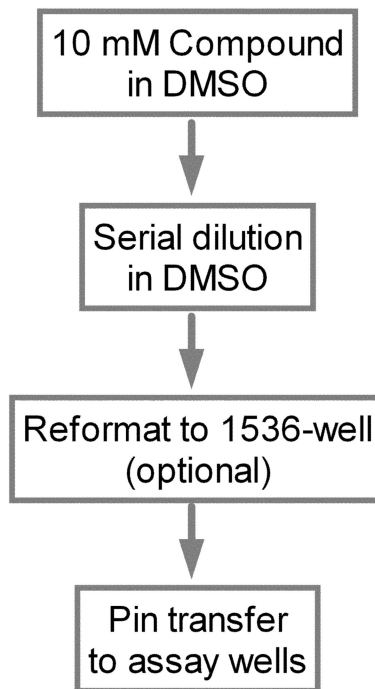 10 mM Compound
in DMSO
Serial dilution
in DMSO
Reformat to 1536-well
(optional)
Pin transfer
to assay wells